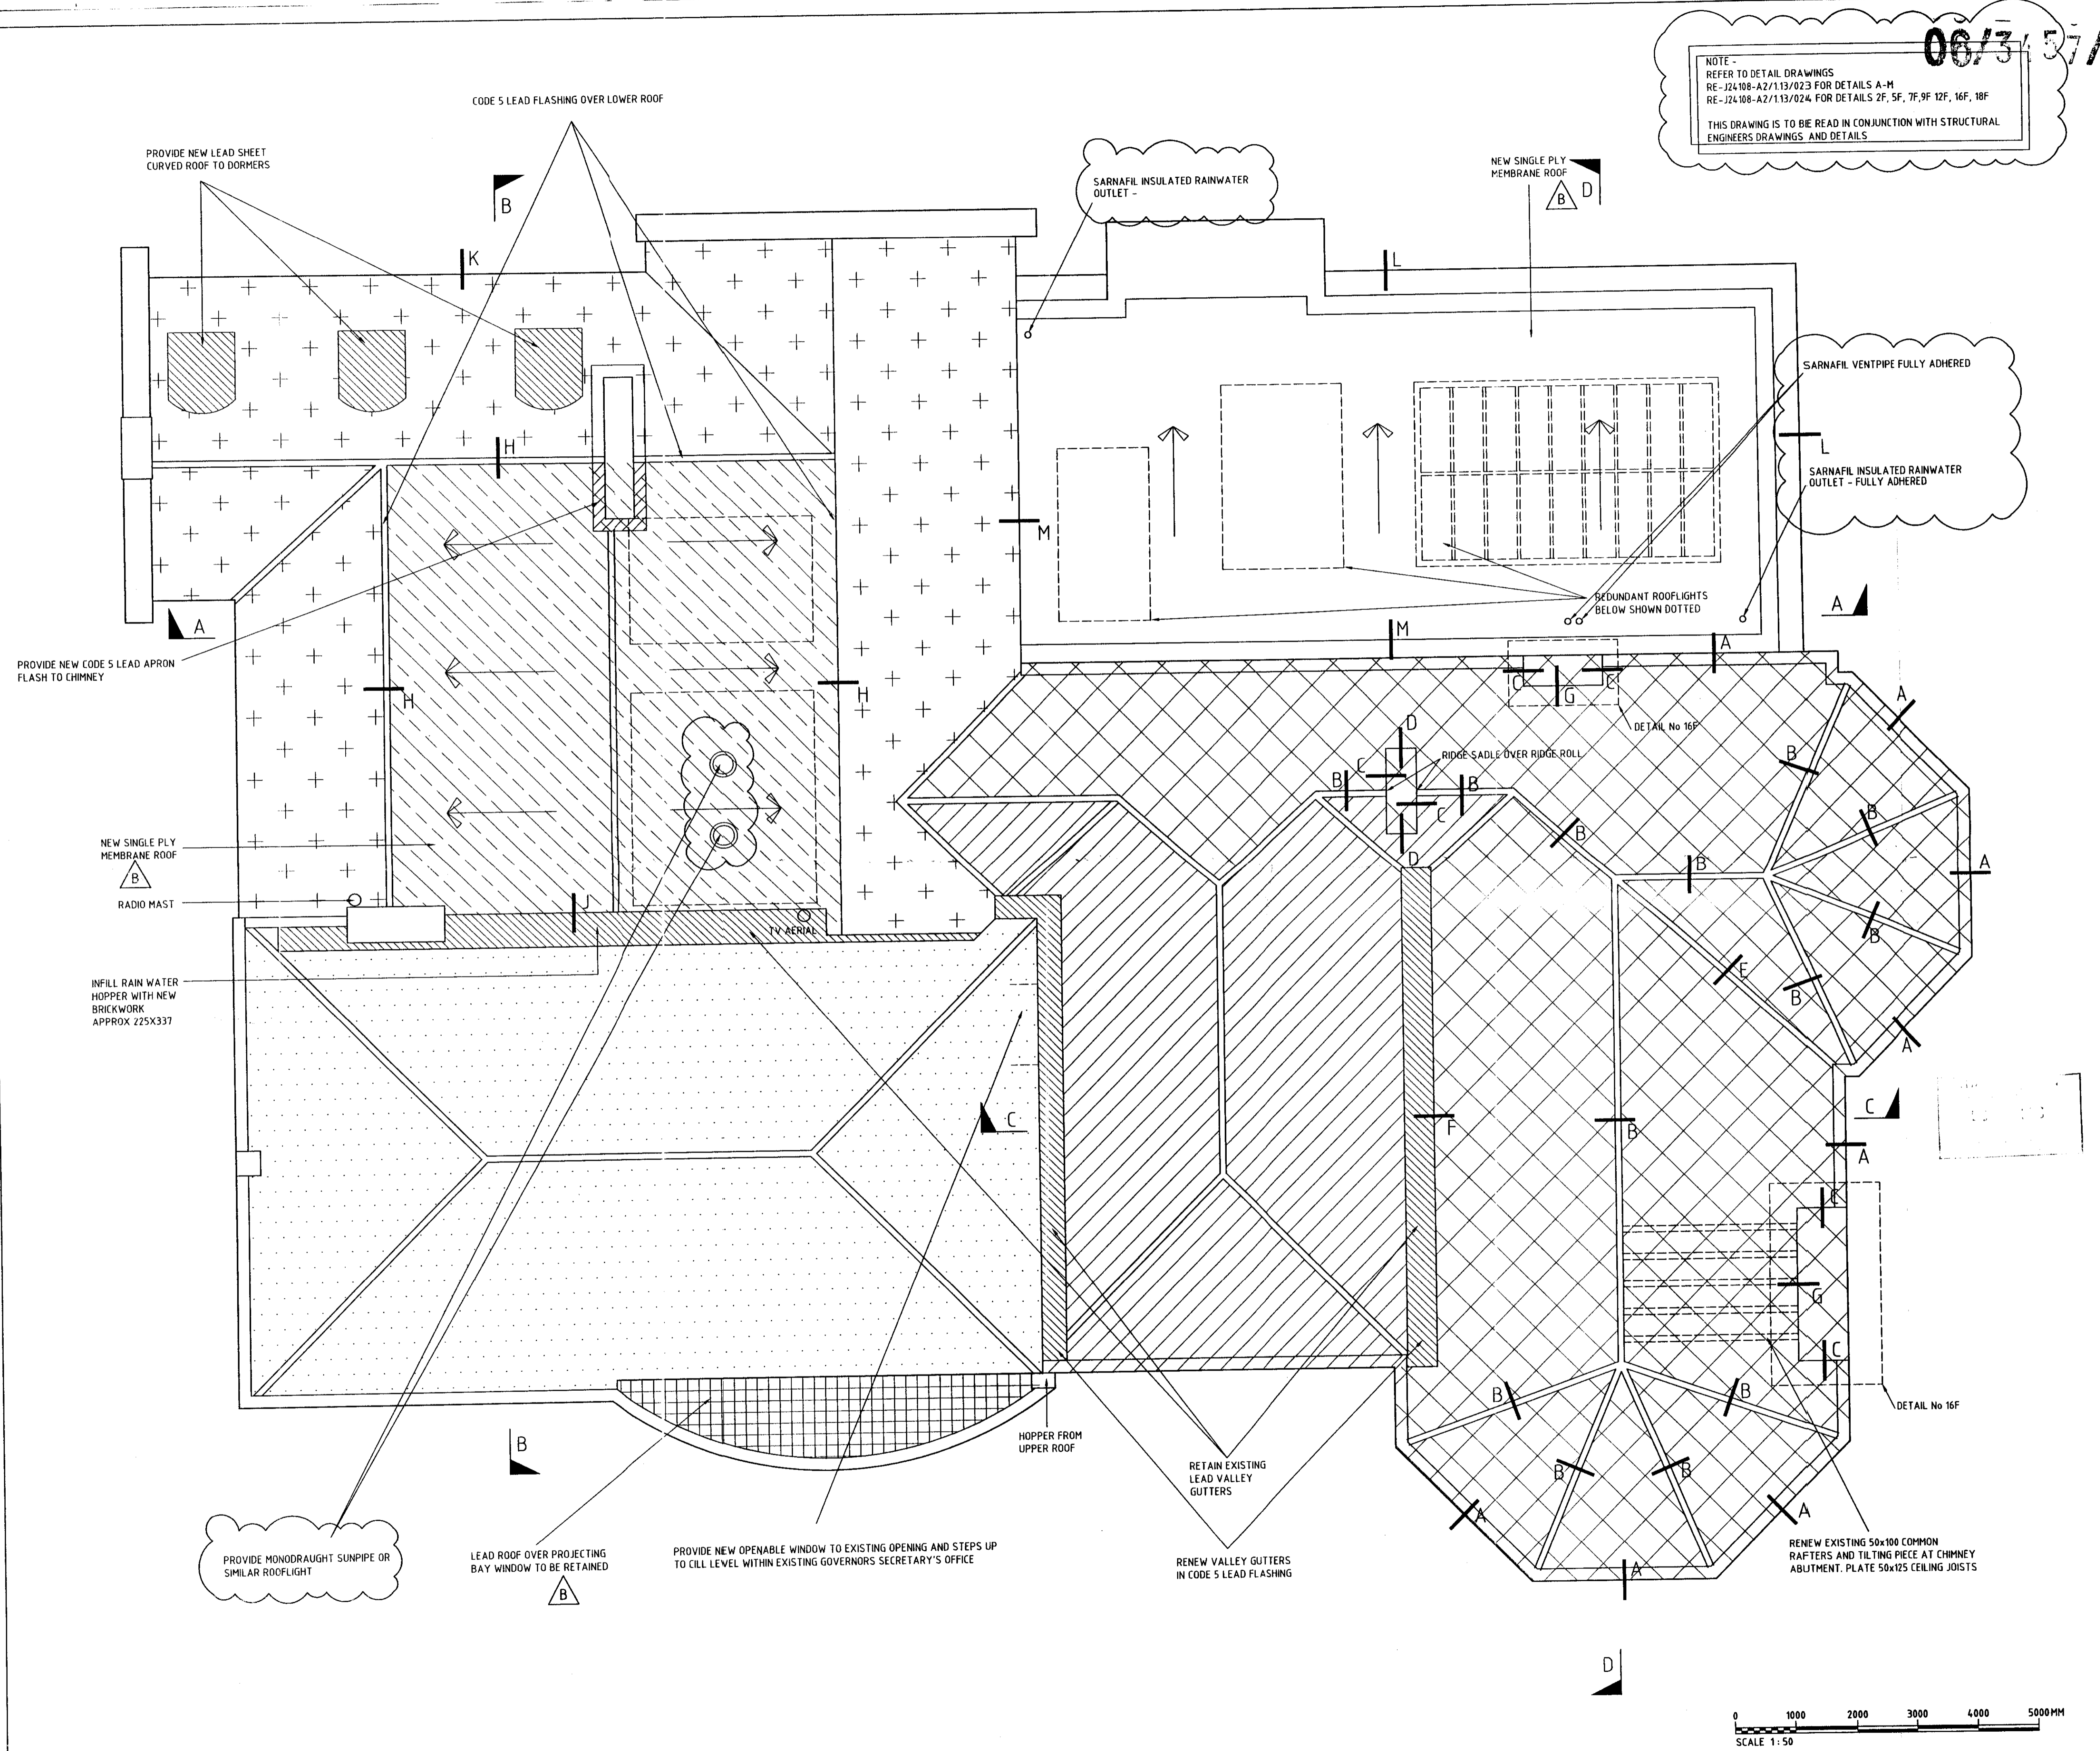 06/3157/
NOTE -
REFER TO DETAIL DRAWINGS
RE-J24108-A2/1.13/023 FOR DETAILS A-M
RE-J24108-A2/1.13/024 FOR DETAILS 2F, 5F, 7F,9F 12F, 16F, 18F
THIS DRAWING IS TO BE READ IN CONJUNCTION WITH STRUCTURAL
ENGINEERS DRAWINGS AND DETAILS
CODE 5 LEAD FLASHING OVER LOWER ROOF
PROVIDE NEW LEAD SHEET
CURVED ROOF TO DORMERS
B
SARNAFIL INSULATED RAINWATER
OUTLET -
NEW SINGLE PLY
MEMBRANE ROOF
B
D
K
L
SARNAFIL VENTPIPE FULLY ADHERED
L
SARNAFIL INSULATED RAINWATER
OUTLET - FULLY ADHERED
H
M
REDUNDANT ROOFLIGHTS
BELOW SHOWN DOTTED
A
A
M
A
PROVIDE NEW CODE 5 LEAD APRON
FLASH TO CHIMNEY
H
H
C
G
C
A
DETAIL No 16F
D
RIDGE SADLE OVER RIDGE ROLL
B
C
B
C
D
B
B
B
B
A
NEW SINGLE PLY
MEMBRANE ROOF
B
RADIO MAST
J
TV AERIAL
B
E
B
A
INFILL RAIN WATER
HOPPER WITH NEW
BRICKWORK
APPROX 225X337
C
F
B
C
A
C
G
C
B
B
DETAIL No 16F
B
HOPPER FROM
UPPER ROOF
RETAIN EXISTING
LEAD VALLEY
GUTTERS
B
B
A
A
A
PROVIDE MONODRAUGHT SUNPIPE OR
SIMILAR ROOFLIGHT
LEAD ROOF OVER PROJECTING
BAY WINDOW TO BE RETAINED
B
PROVIDE NEW OPENABLE WINDOW TO EXISTING OPENING AND STEPS UP
TO CILL LEVEL WITHIN EXISTING GOVERNORS SECRETARY'S OFFICE
RENEW VALLEY GUTTERS
IN CODE 5 LEAD FLASHING
RENEW EXISTING 50x100 COMMON
RAFTERS AND TILTING PIECE AT CHIMNEY
ABUTMENT. PLATE 50x125 CEILING JOISTS
D
0 1000 2000 3000 4000 5000MM
SCALE 1:50